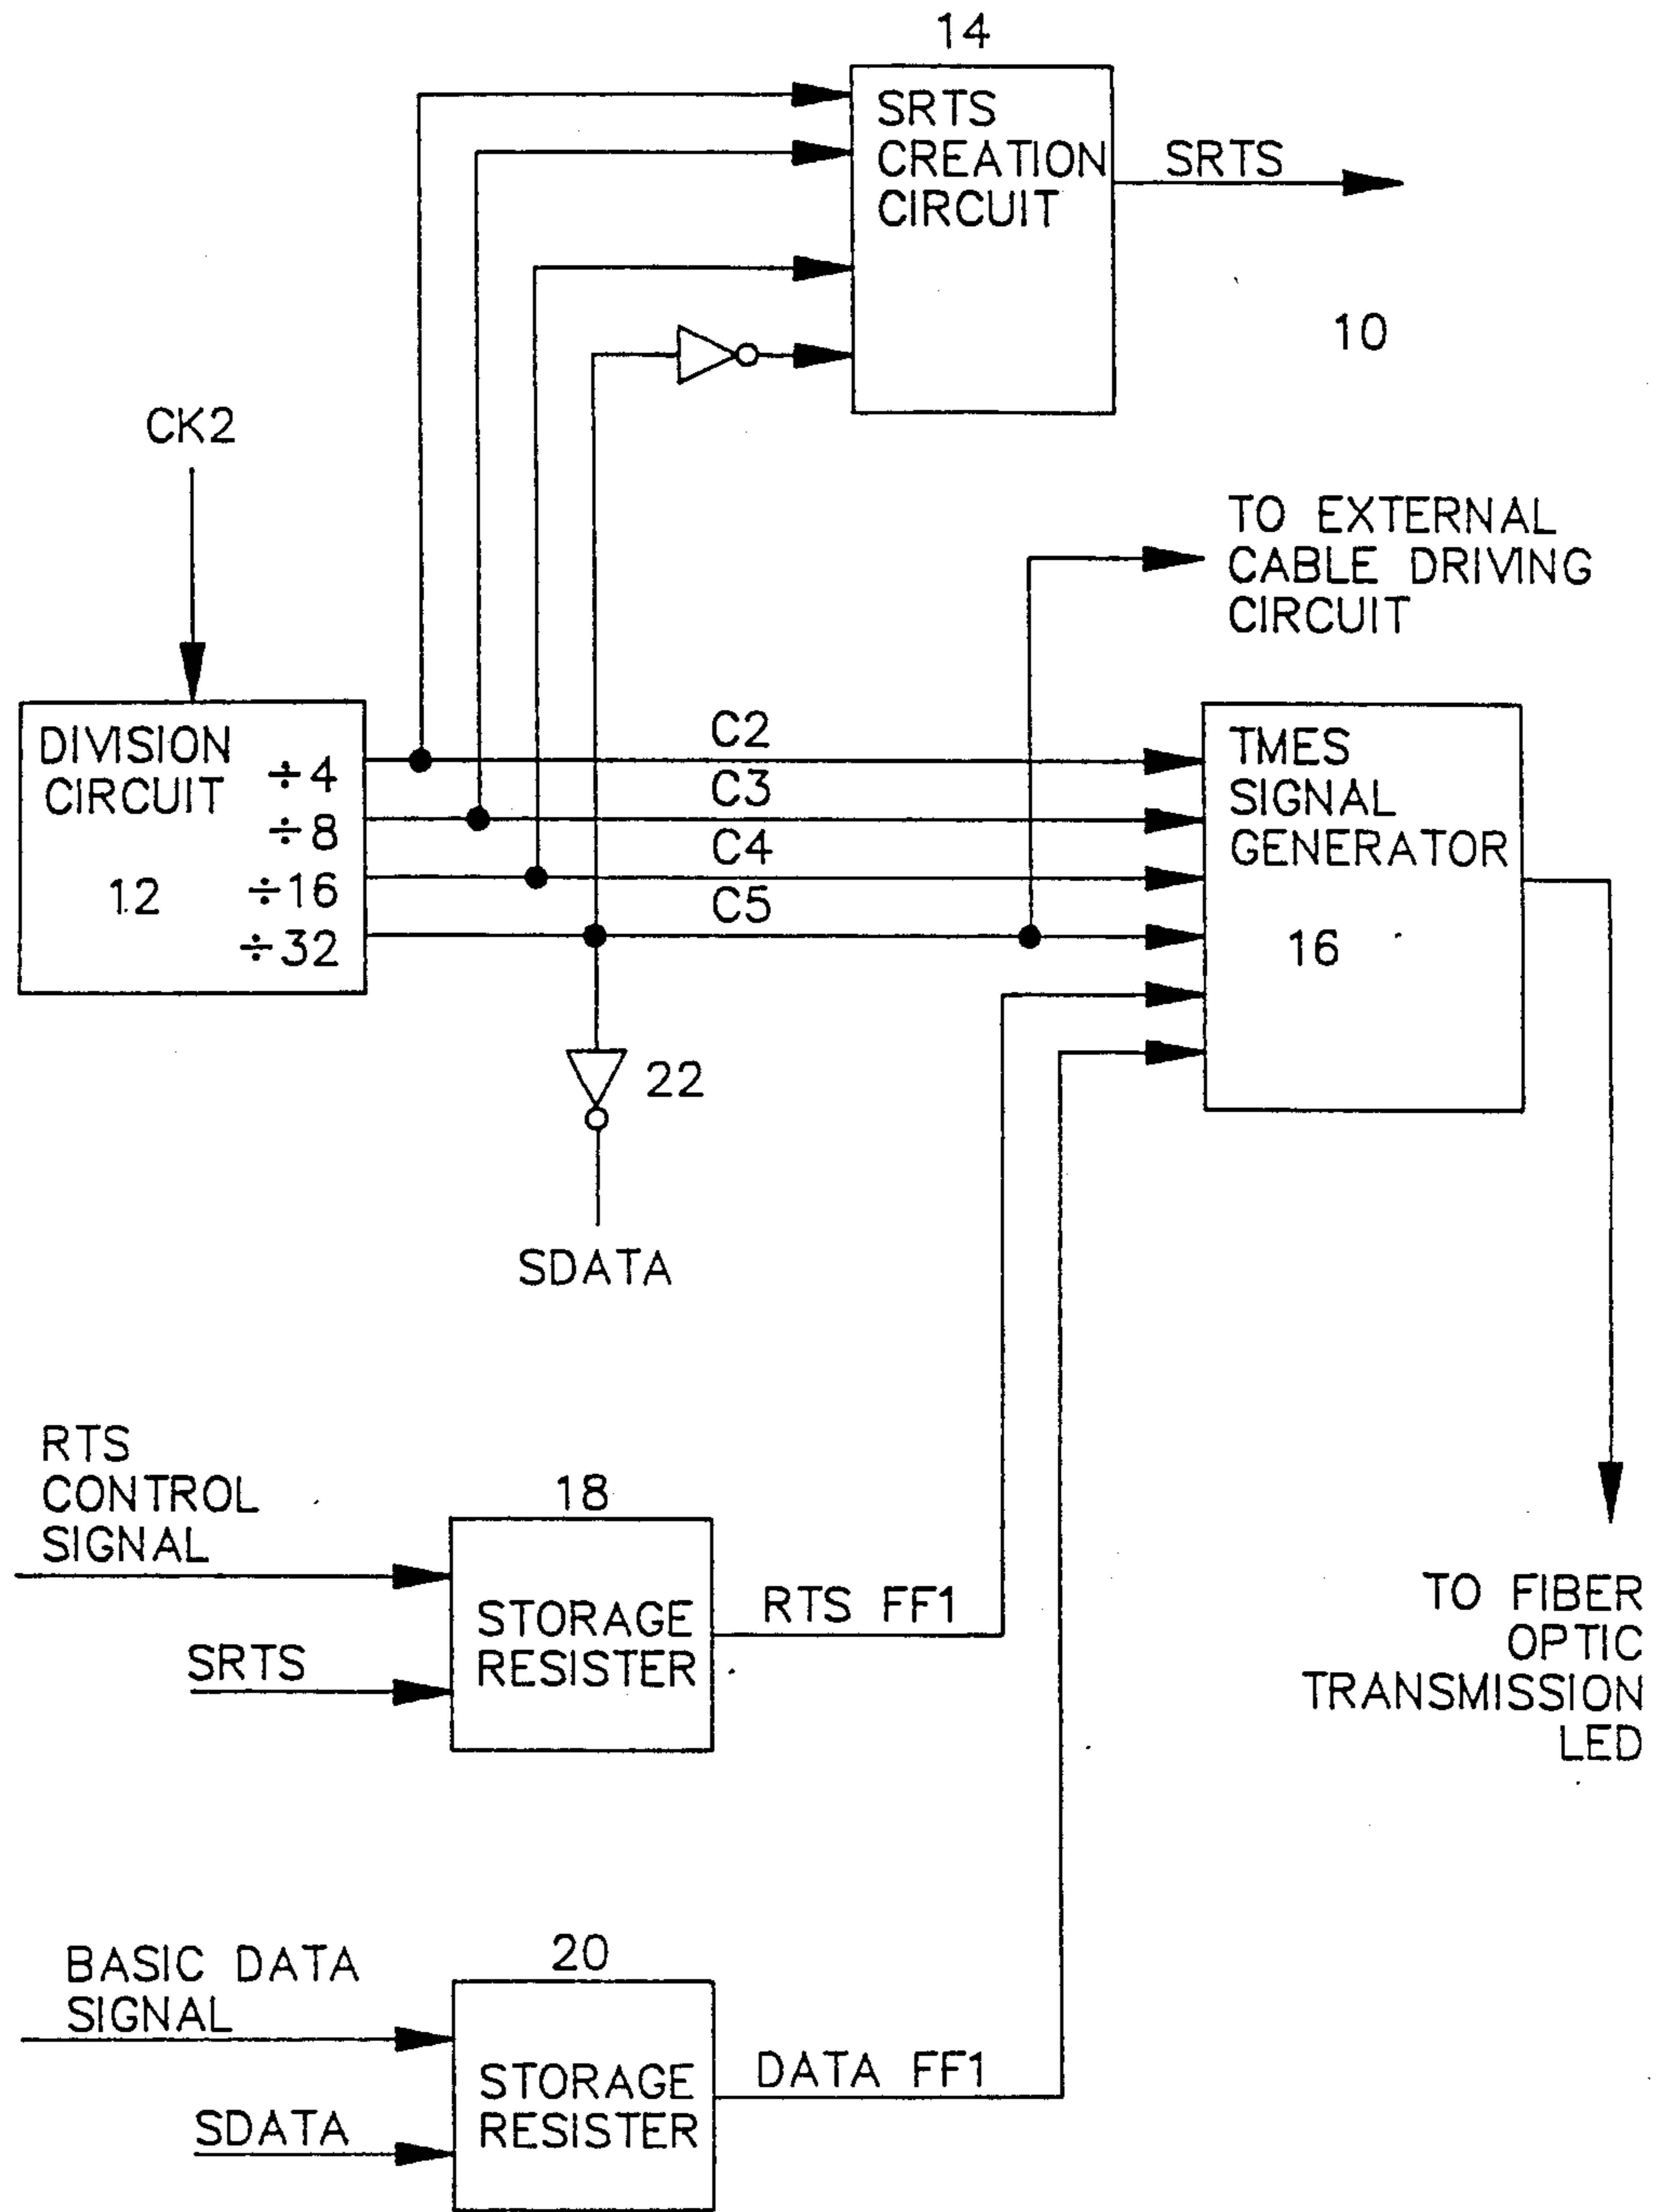 14
SRTS
CREATION
CIRCUIT
SRTS
10
CK2
TO EXTERNAL
CABLE DRIVING
CIRCUIT
DIVISION
CIRCUIT
÷4
÷8
12
÷16
÷32
C2
C3
C4
C5
TMES
SIGNAL
GENERATOR
16
22
SDATA
RTS
CONTROL
SIGNAL
18
STORAGE
RESISTER
SRTS
RTS FF1
TO FIBER
OPTIC
TRANSMISSION
LED
BASIC DATA
SIGNAL
20
STORAGE
RESISTER
SDATA
DATA FF1